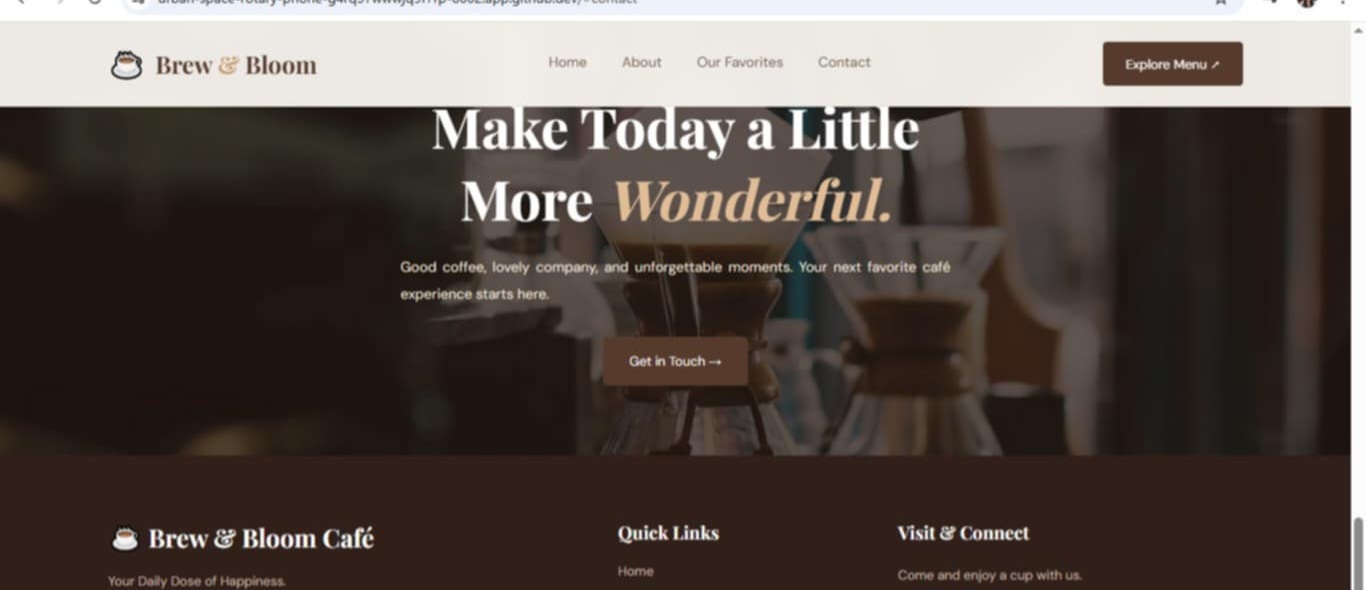 Brew & Bloom
Home
About
Our Favorites
Contact
Explore Menu ↗
Make Today a Little
More Wonderful.
Good coffee, lovely company, and unforgettable moments. Your next favorite café
experience starts here.
Get in Touch →
Brew & Bloom Café
Your Daily Dose of Happiness.
Quick Links
Home
Visit & Connect
Come and enjoy a cup with us.